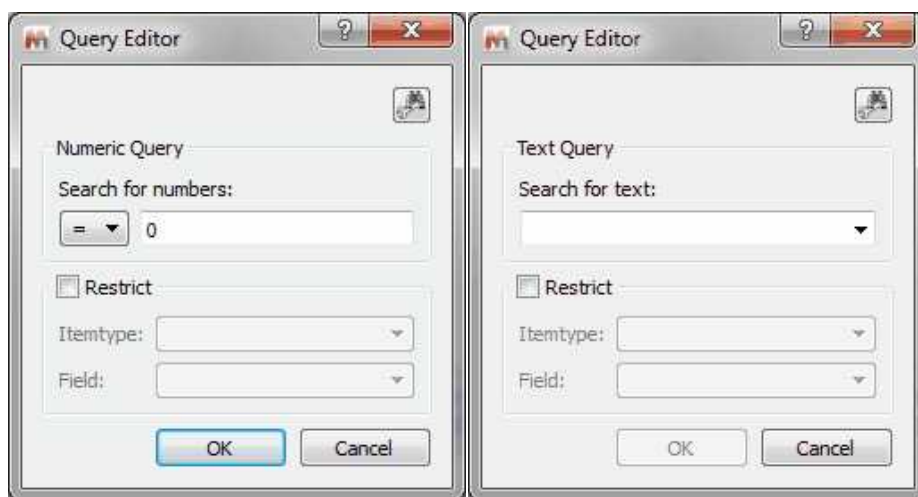 Query Editor
Numeric Query
Search for numbers:
= 0
Restrict
Itemtype:
Field:
OK Cancel
Query Editor
Text Query
Search for text:
Restrict
Itemtype:
Field:
OK Cancel